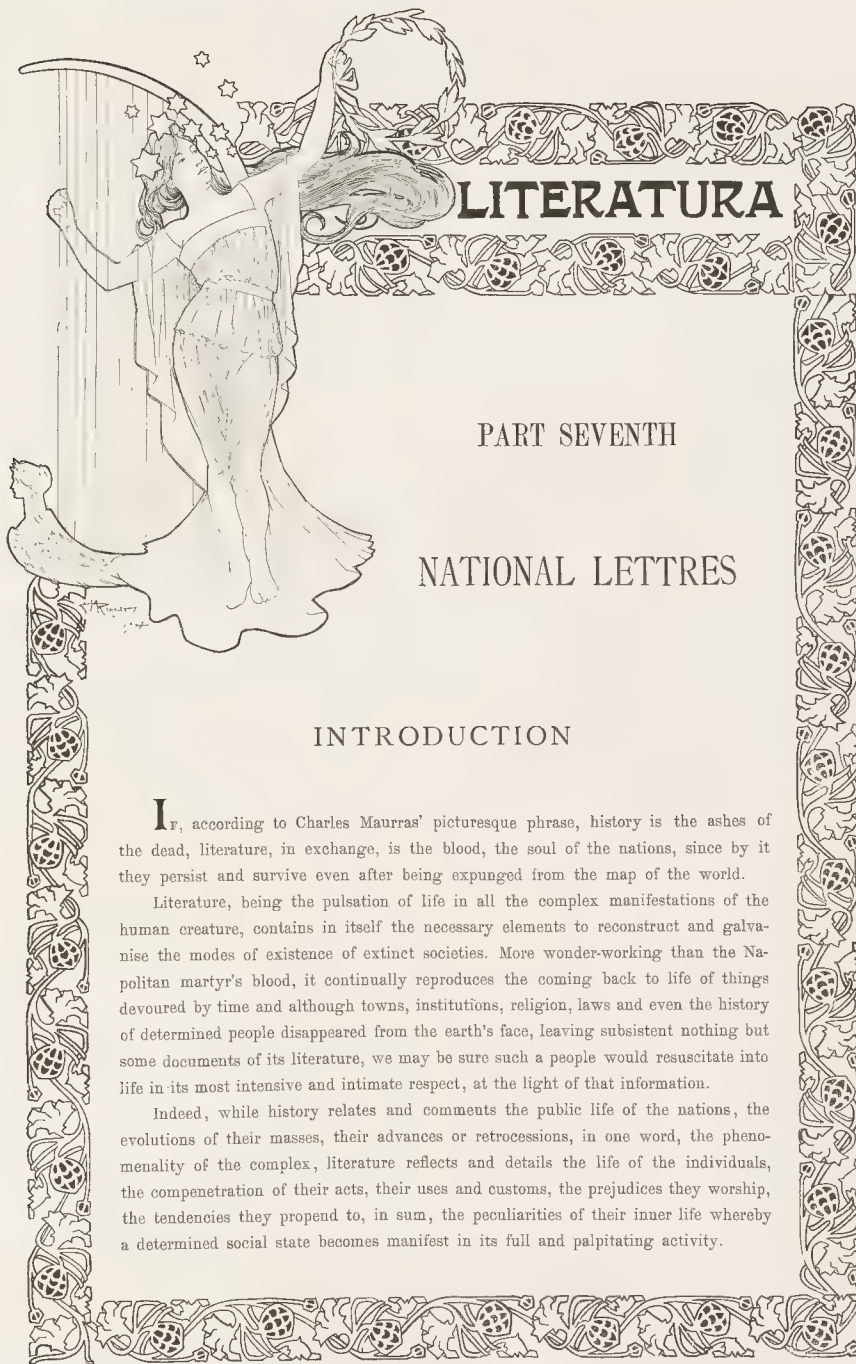 LITERATURA
PART SEVENTH
NATIONAL LETTRES
INTRODUCTION
IF, according to Charles Maurras' picturesque phrase, history is the ashes of
the dead, literature, in exchange, is the blood, the soul of the nations, since by it
they persist and survive even after being expunged from the map of the world.
Literature, being the pulsation of life in all the complex manifestations of the
human creature, contains in itself the necessary elements to reconstruct and galva-
nise the modes of existence of extinct societies. More wonder-working than the Na-
politan martyr's blood, it continually reproduces the coming back to life of things
devoured by time and although towns, institutions, religion, laws and even the history
of determined people disappeared from the earth's face, leaving subsistent nothing but
some documents of its literature, we may be sure such a people would resuscitate into
life in its most intensive and intimate respect, at the light of that information.
Indeed, while history relates and comments the public life of the nations, the
evolutions of their masses, their advances or retrocessions, in one word, the pheno-
menality of the complex, literature reflects and details the life of the individuals,
the compenetration of their acts, their uses and customs, the prejudices they worship,
the tendencies they propend to, in sum, the peculiarities of their inner life whereby
a determined social state becomes manifest in its full and palpitating activity.